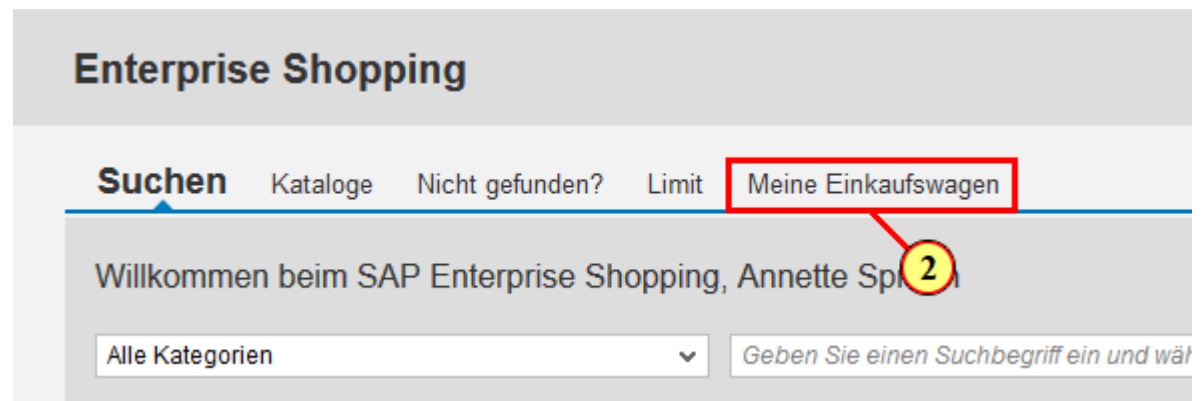 Enterprise Shopping
Suchen Kataloge Nicht gefunden? Limit Meine Einkaufswagen
2
Willkommen beim SAP Enterprise Shopping, Annette
Alle Kategorien Geben Sie einen Suchbegriff ein und